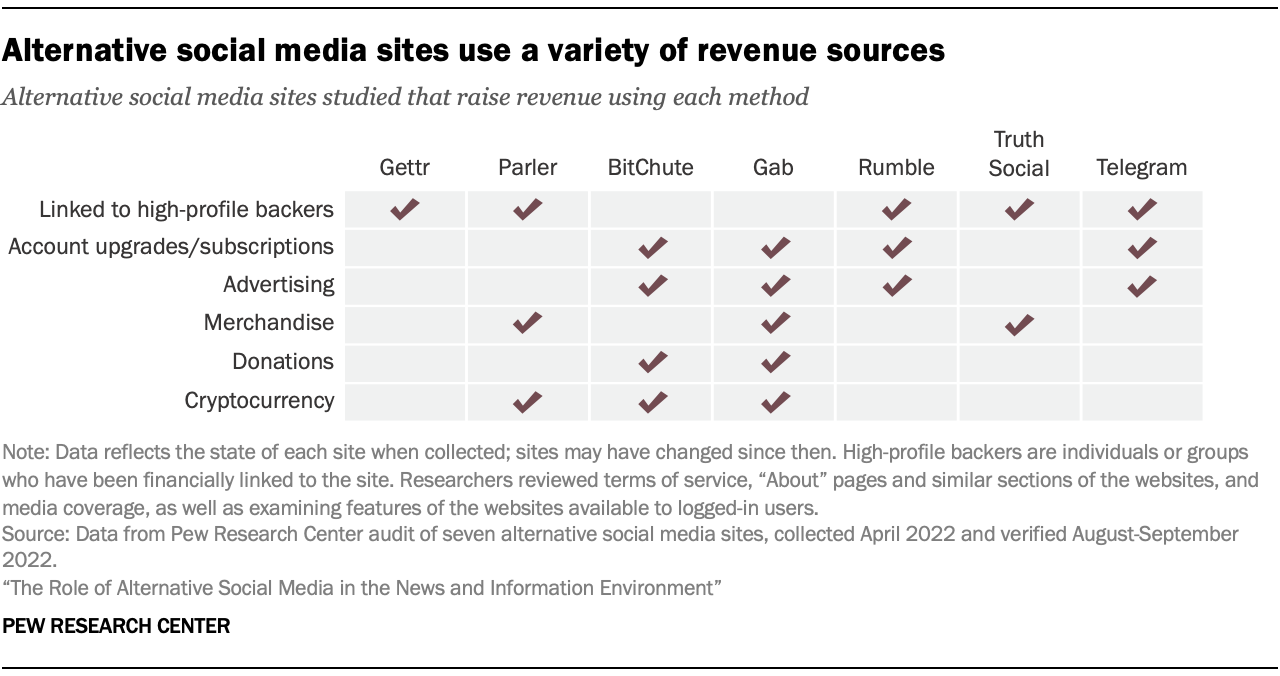 Alternative social media sites use a variety of revenue sources
Alternative social media sites studied that raise revenue using each method
Gettr Parler BitChute Gab Rumble Truth Social Telegram
Linked to high-profile backers
Account upgrades/subscriptions
Advertising
Merchandise
Donations
Cryptocurrency
Note: Data reflects the state of each site when collected; sites may have changed since then. High-profile backers are individuals or groups
who have been financially linked to the site. Researchers reviewed terms of service, “About” pages and similar sections of the websites, and
media coverage, as well as examining features of the websites available to logged-in users.
Source: Data from Pew Research Center audit of seven alternative social media sites, collected April 2022 and verified August-September
2022.
“The Role of Alternative Social Media in the News and Information Environment”
PEW RESEARCH CENTER